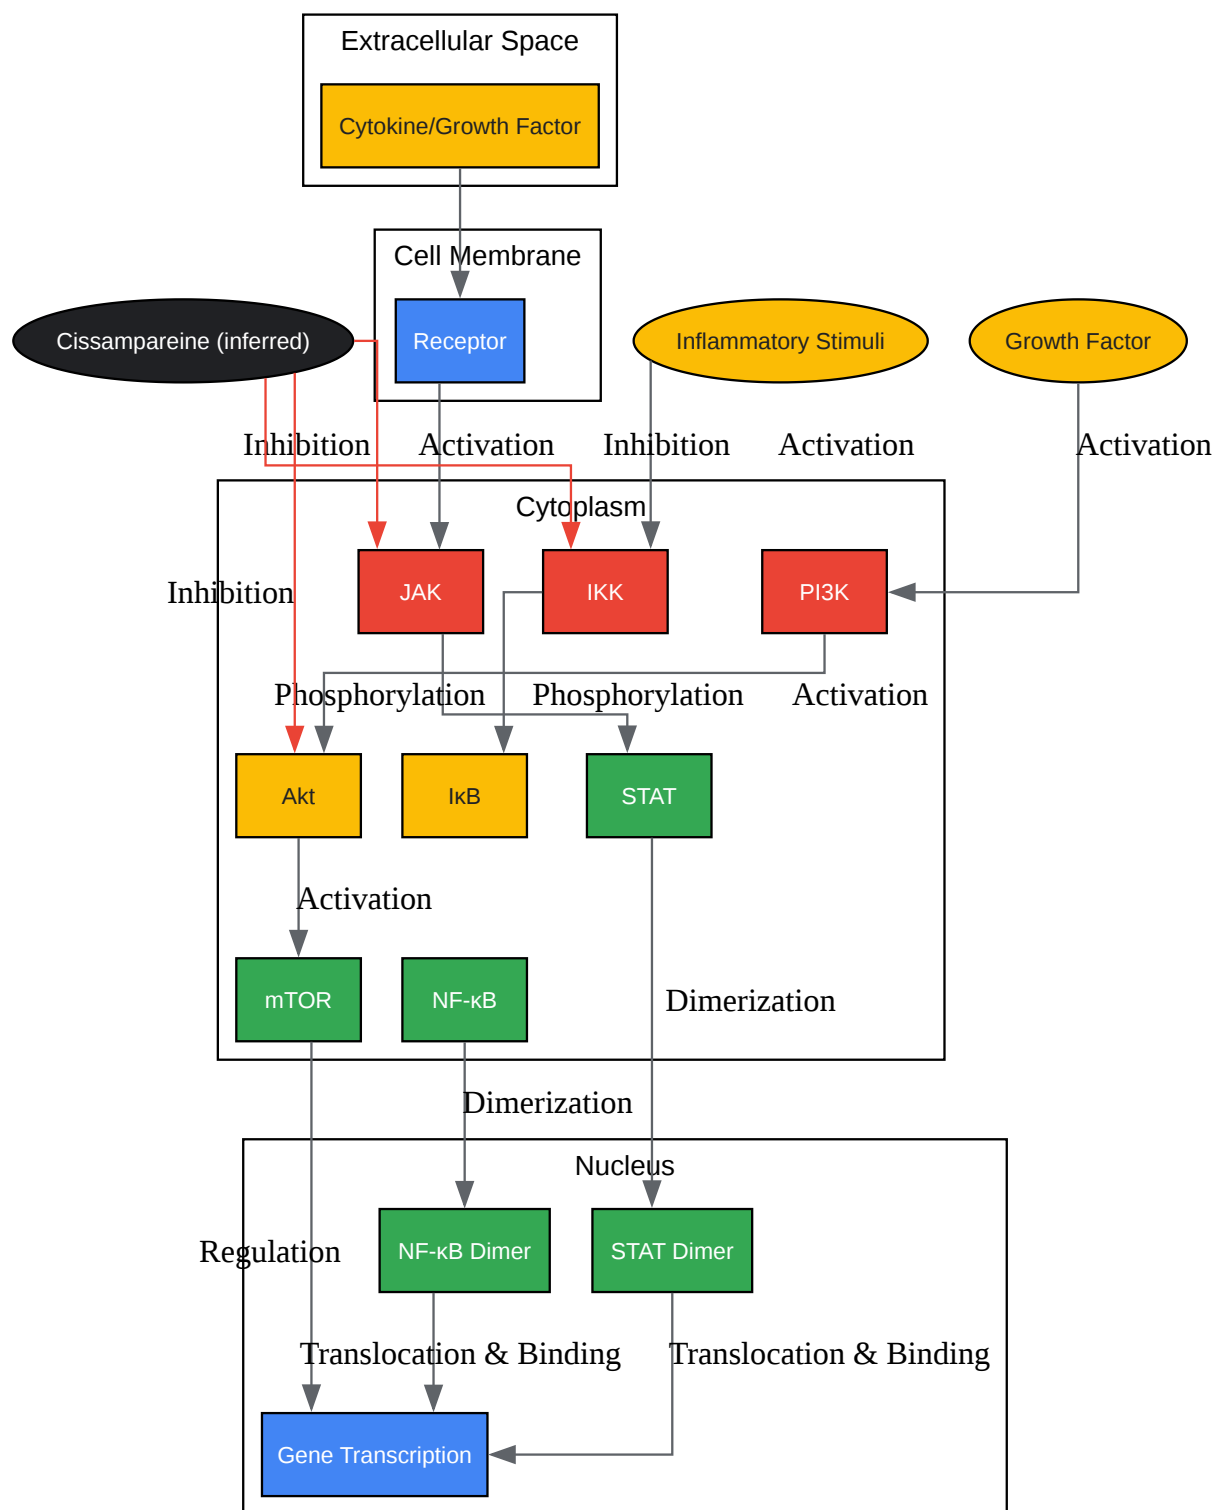 Extracellular Space
Cytokine/Growth Factor
Cell Membrane
Cissampareine (inferred)
Receptor
Inflammatory Stimuli
Growth Factor
Inhibition
Activation
Inhibition
Activation
Activation
Cytoplasm
Inhibition
JAK
IKK
PI3K
Phosphorylation
Phosphorylation
Activation
Akt
IκB
STAT
Activation
mTOR
NF-κB
Dimerization
Dimerization
Nucleus
Regulation
NF-κB Dimer
STAT Dimer
Translocation & Binding
Translocation & Binding
Gene Transcription